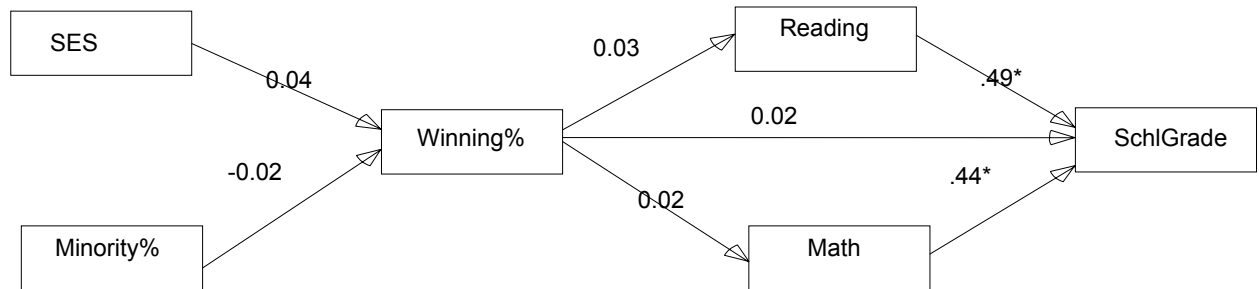 SES
Reading
0.03
.49*
0.04
0.02
Winning%
SchlGrade
-0.02
.44*
0.02
Minority%
Math